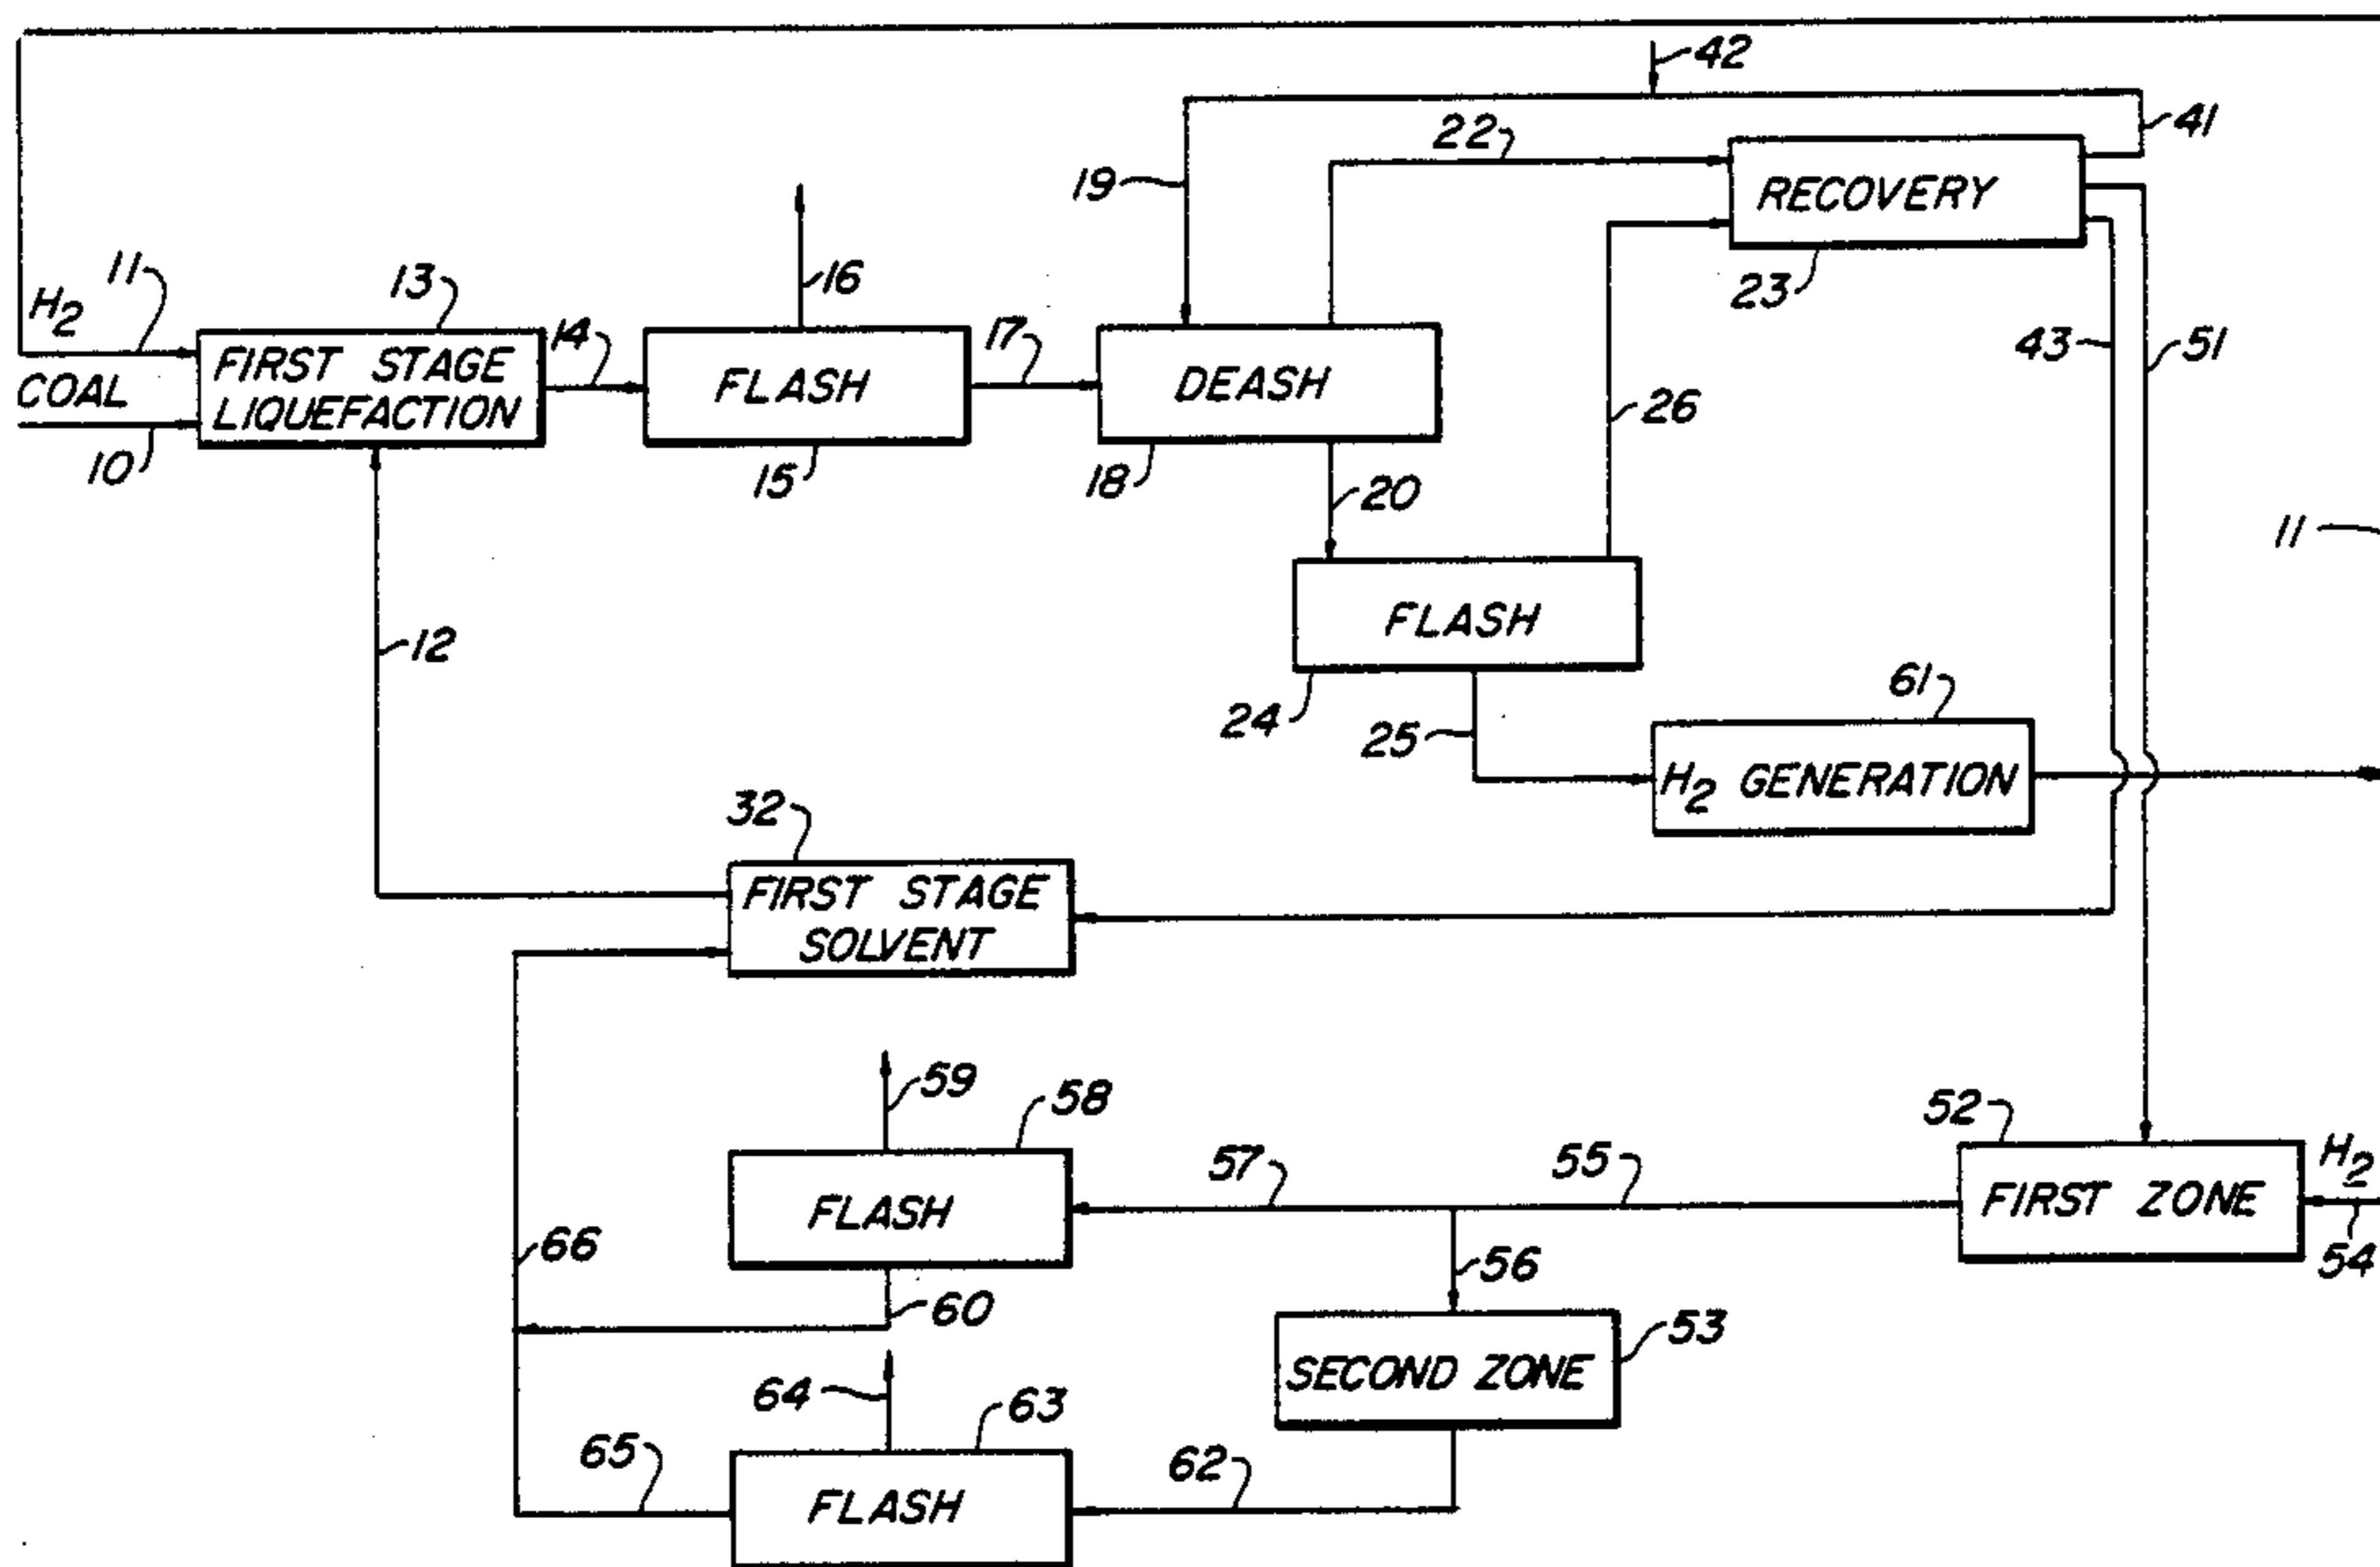 42
41
22
19
RECOVERY
23
H2
11
13
16
FIRST STAGE
LIQUEFACTION
14
FLASH
17
DEASH
43
51
COAL
10
15
18
20
26
11
12
FLASH
24
25
61
H2 GENERATION
32
FIRST STAGE
SOLVENT
59
58
57
55
52
FLASH
FIRST ZONE
H2
54
66
60
56
SECOND ZONE
53
64
63
65
FLASH
62